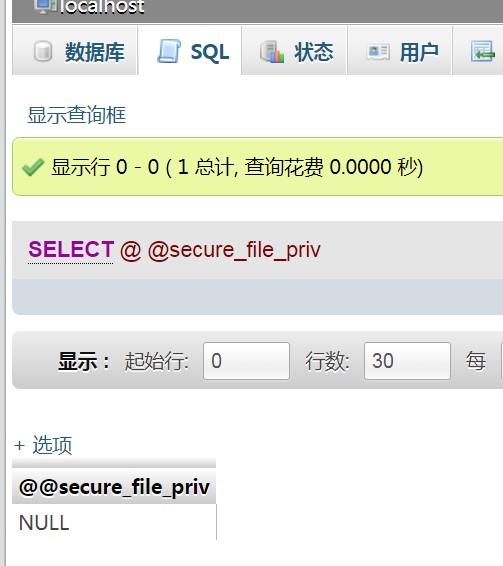 localhost
数据库 SQL 状态 用户
显示查询框
显示行 0 - 0 ( 1 总计, 查询花费 0.0000 秒)
SELECT @ @secure_file_priv
显示 : 起始行: 0 行数: 30 每
+ 选项
@@secure_file_priv
NULL